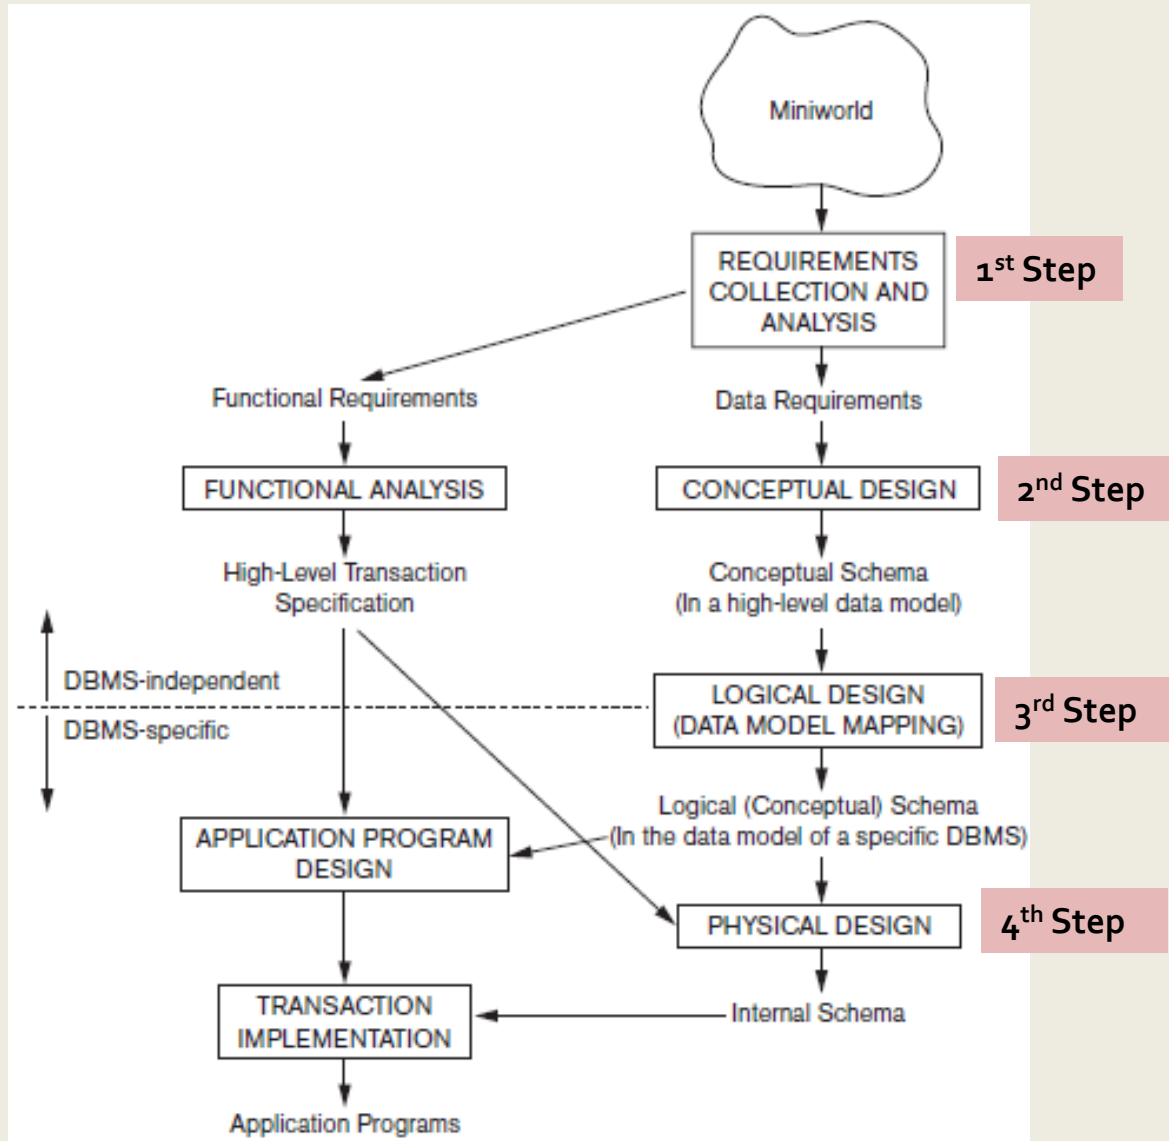 Miniworld
REQUIREMENTS
COLLECTION AND
ANALYSIS
1st Step
Functional Requirements
Data Requirements
FUNCTIONAL ANALYSIS
CONCEPTUAL DESIGN
2nd Step
High-Level Transaction
Specification
Conceptual Schema
(In a high-level data model)
DBMS-independent
DBMS-specific
LOGICAL DESIGN
(DATA MODEL MAPPING)
3rd Step
Logical (Conceptual) Schema
(In the data model of a specific DBMS)
APPLICATION PROGRAM
DESIGN
PHYSICAL DESIGN
4th Step
TRANSACTION
IMPLEMENTATION
Internal Schema
Application Programs